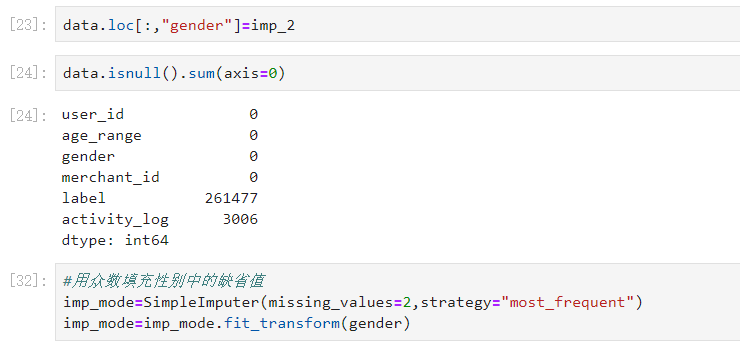 [23]: data.loc[:,"gender"]=imp_2
[24]: data.isnull().sum(axis=0)
[24]: user_id 0
age_range 0
gender 0
merchant_id 0
label 261477
activity_log 3006
dtype: int64
[32]: #用众数填充性别中的缺省值
imp_mode=SimpleImputer(missing_values=2,strategy="most_frequent")
imp_mode=imp_mode.fit_transform(gender)